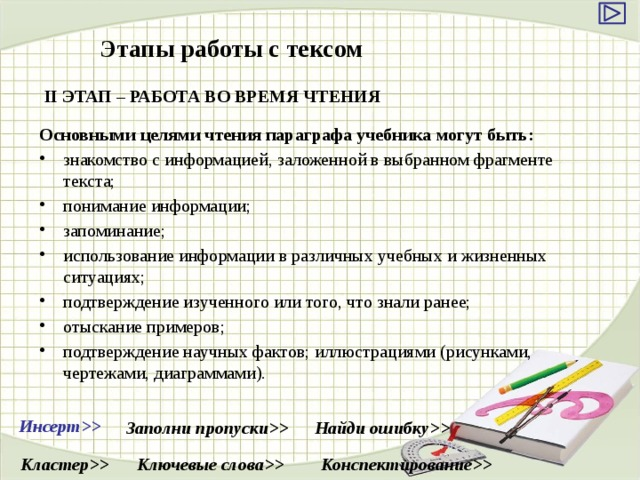 Этапы работы с тексом
II ЭТАП – РАБОТА ВО ВРЕМЯ ЧТЕНИЯ
Основными целями чтения параграфа учебника могут быть:
• знакомство с информацией, заложенной в выбранном фрагменте
текста;
• понимание информации;
• запоминание;
• использование информации в различных учебных и жизненных
ситуациях;
• подтверждение изученного или того, что знали ранее;
• отыскание примеров;
• подтверждение научных фактов; иллюстрациями (рисунками,
чертежами, диаграммами).
Инсерт>> Заполни пропуски>> Найди ошибку>>
Кластер>> Ключевые слова>> Конспектирование>>